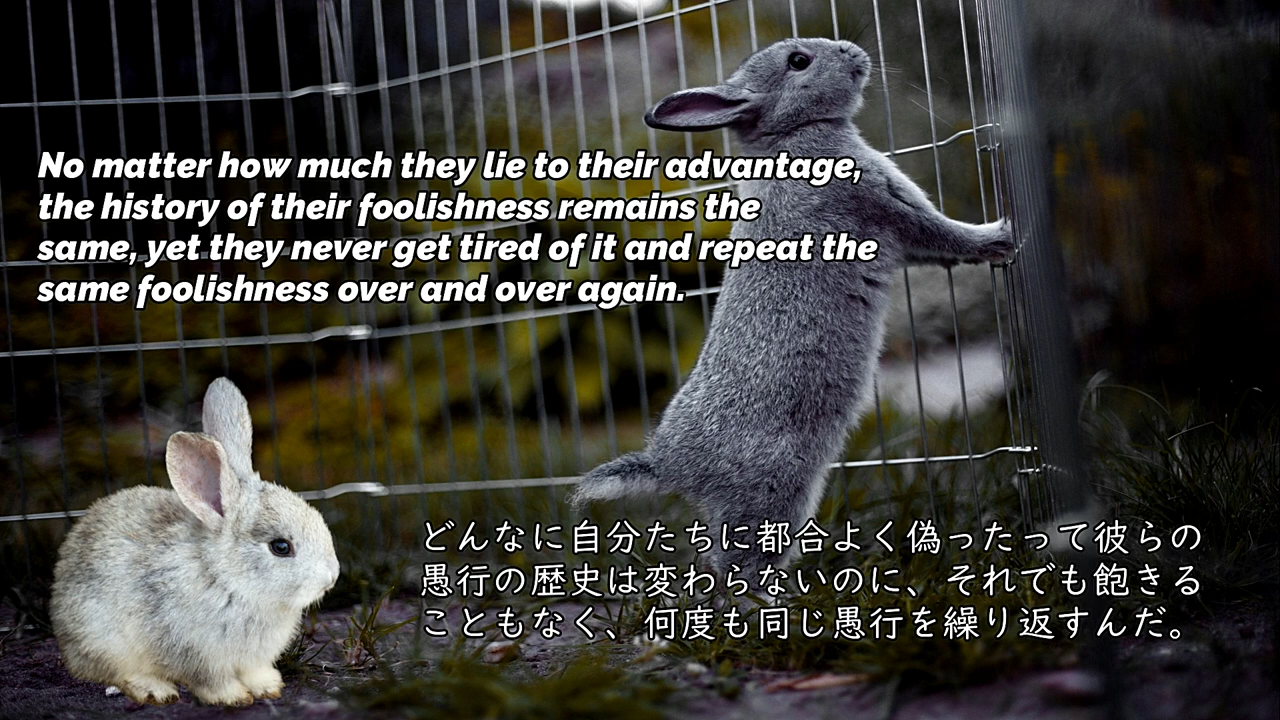 No matter how much they lie to their advantage,
the history of their foolishness remains the
same, yet they never get tired of it and repeat the
same foolishness over and over again.
どんなに自分たちに都合よく偽ったって彼らの
愚行の歴史は変わらないのに、それでも飽きる
こともなく、何度も同じ愚行を繰り返すんだ。